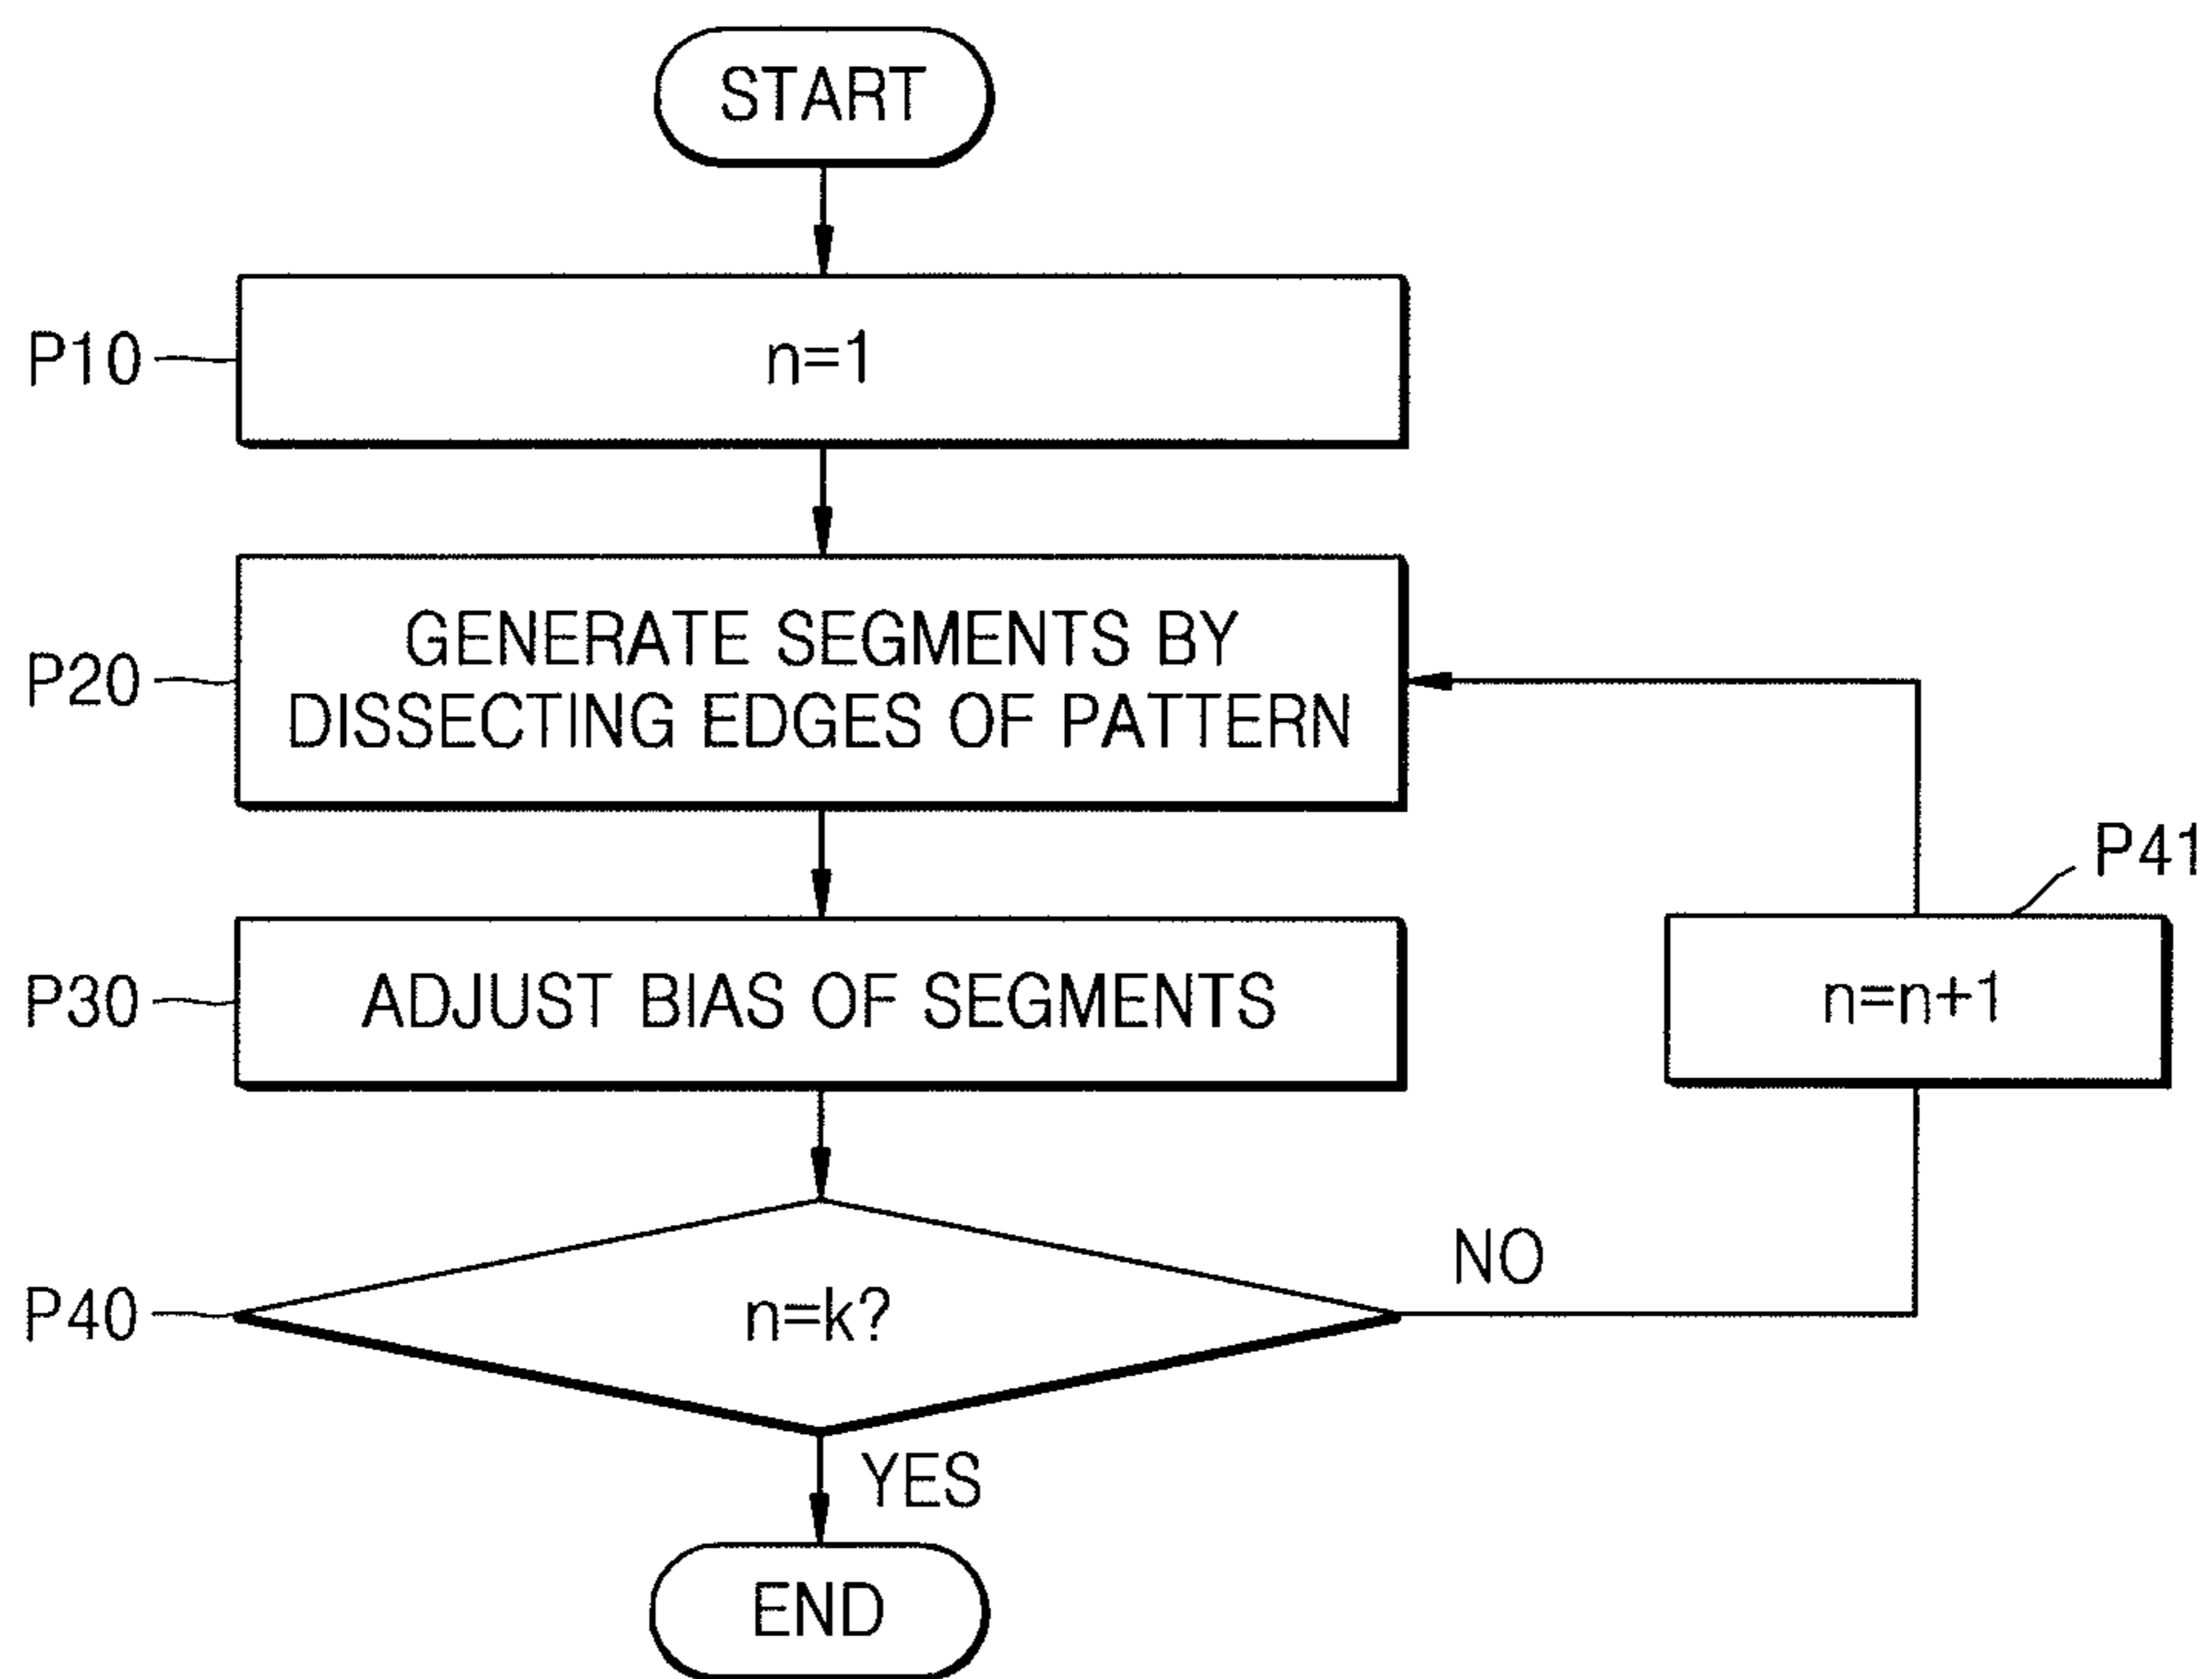 START
P10
n=1
P20
GENERATE SEGMENTS BY
DISSECTING EDGES OF PATTERN
P41
P30
ADJUST BIAS OF SEGMENTS
n=n+1
NO
P40
n=k?
YES
END